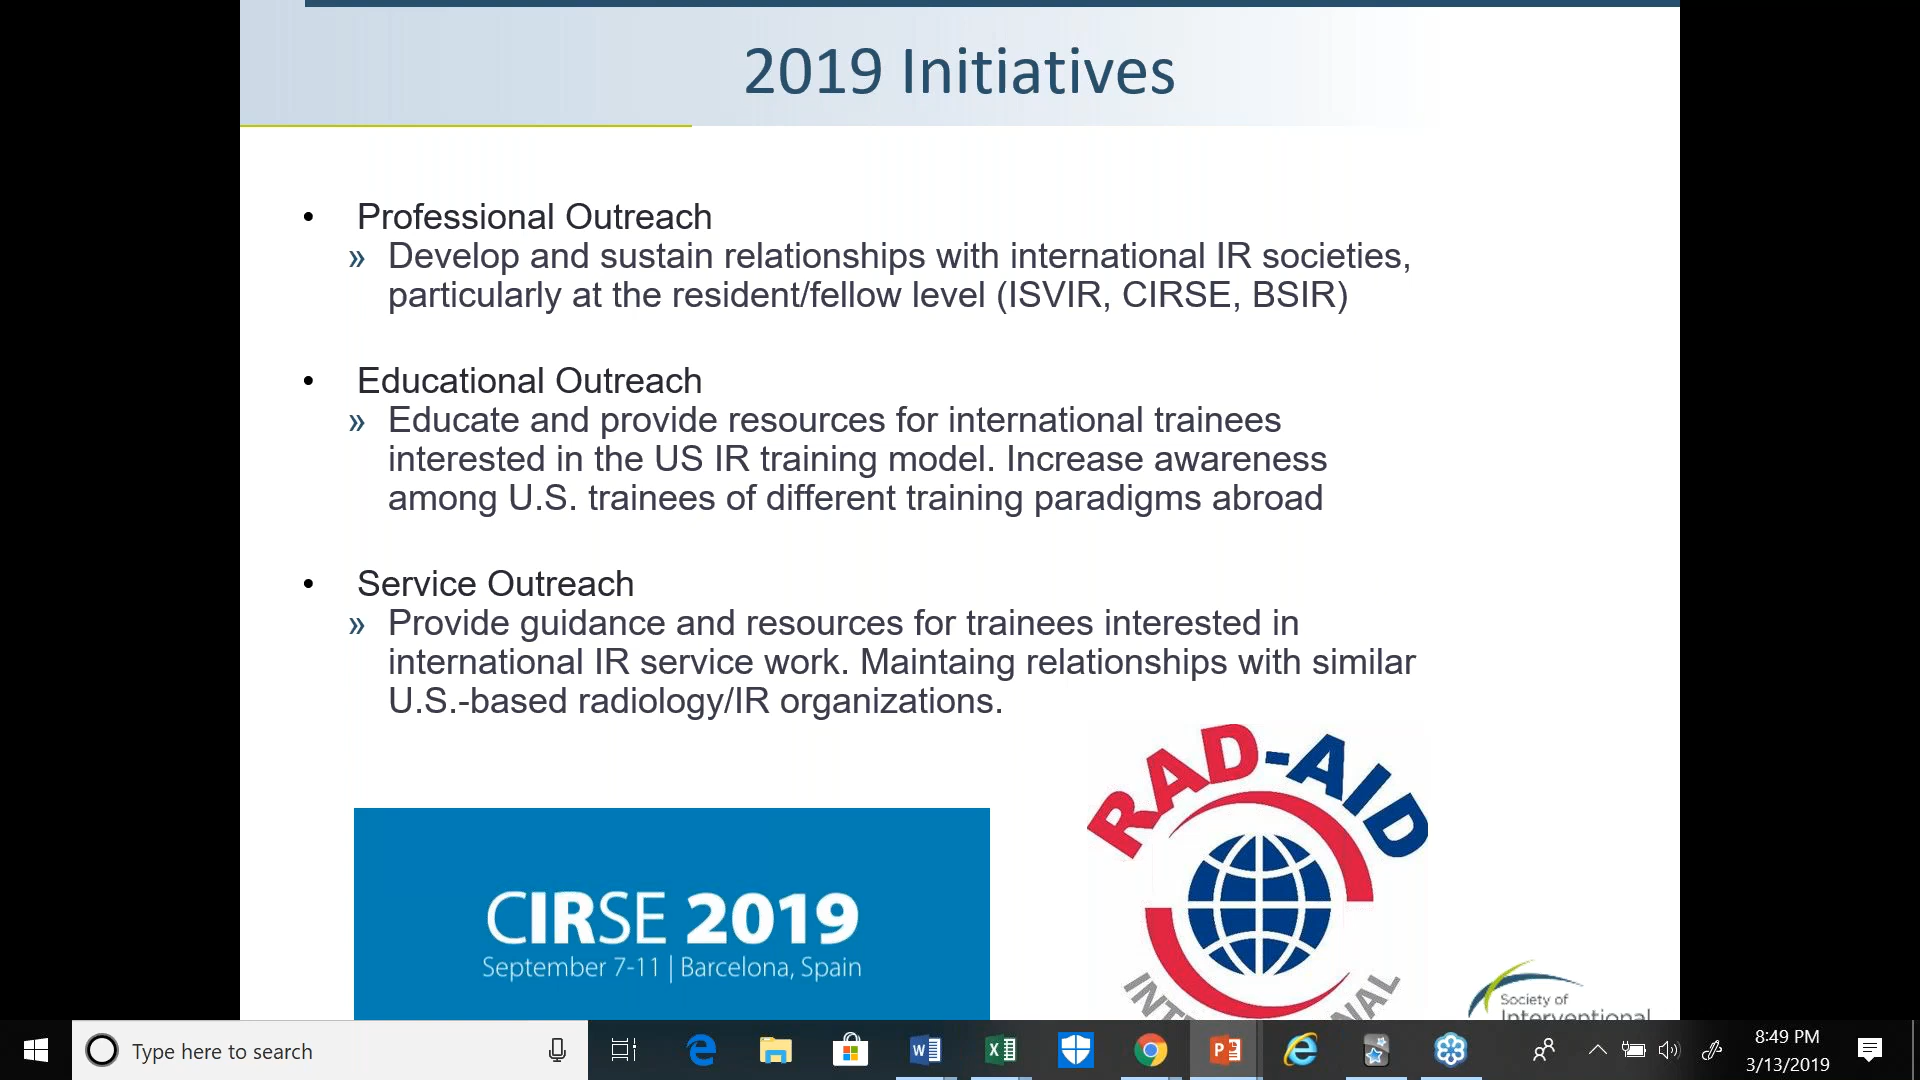 2019 Initiatives
• Professional Outreach
» Develop and sustain relationships with international IR societies,
particularly at the resident/fellow level (ISVIR, CIRSE, BSIR)
• Educational Outreach
» Educate and provide resources for international trainees
interested in the US IR training model. Increase awareness
among U.S. trainees of different training paradigms abroad
• Service Outreach
» Provide guidance and resources for trainees interested in
international IR service work. Maintaing relationships with similar
U.S.-based radiology/IR organizations.
RAD-AID
CIRSE 2019
September 7-11 | Barcelona, Spain
Society of
Interventional
Type here to search
8:49 PM
3/13/2019